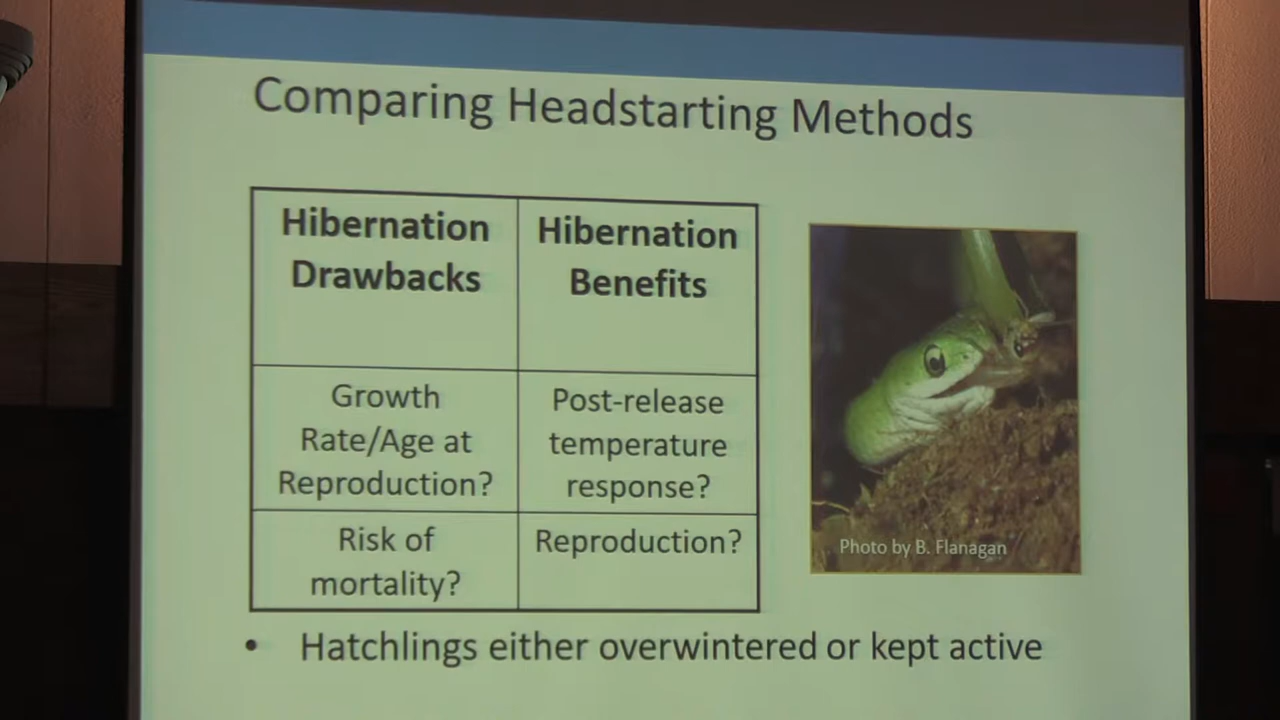 Comparing Headstarting Methods
Hibernation
Drawbacks
Hibernation
Benefits
Growth
Rate/Age at
Reproduction?
Post-release
temperature
response?
Risk of
mortality?
Reproduction?
Photo by B. Flanagan
• Hatchlings either overwintered or kept active